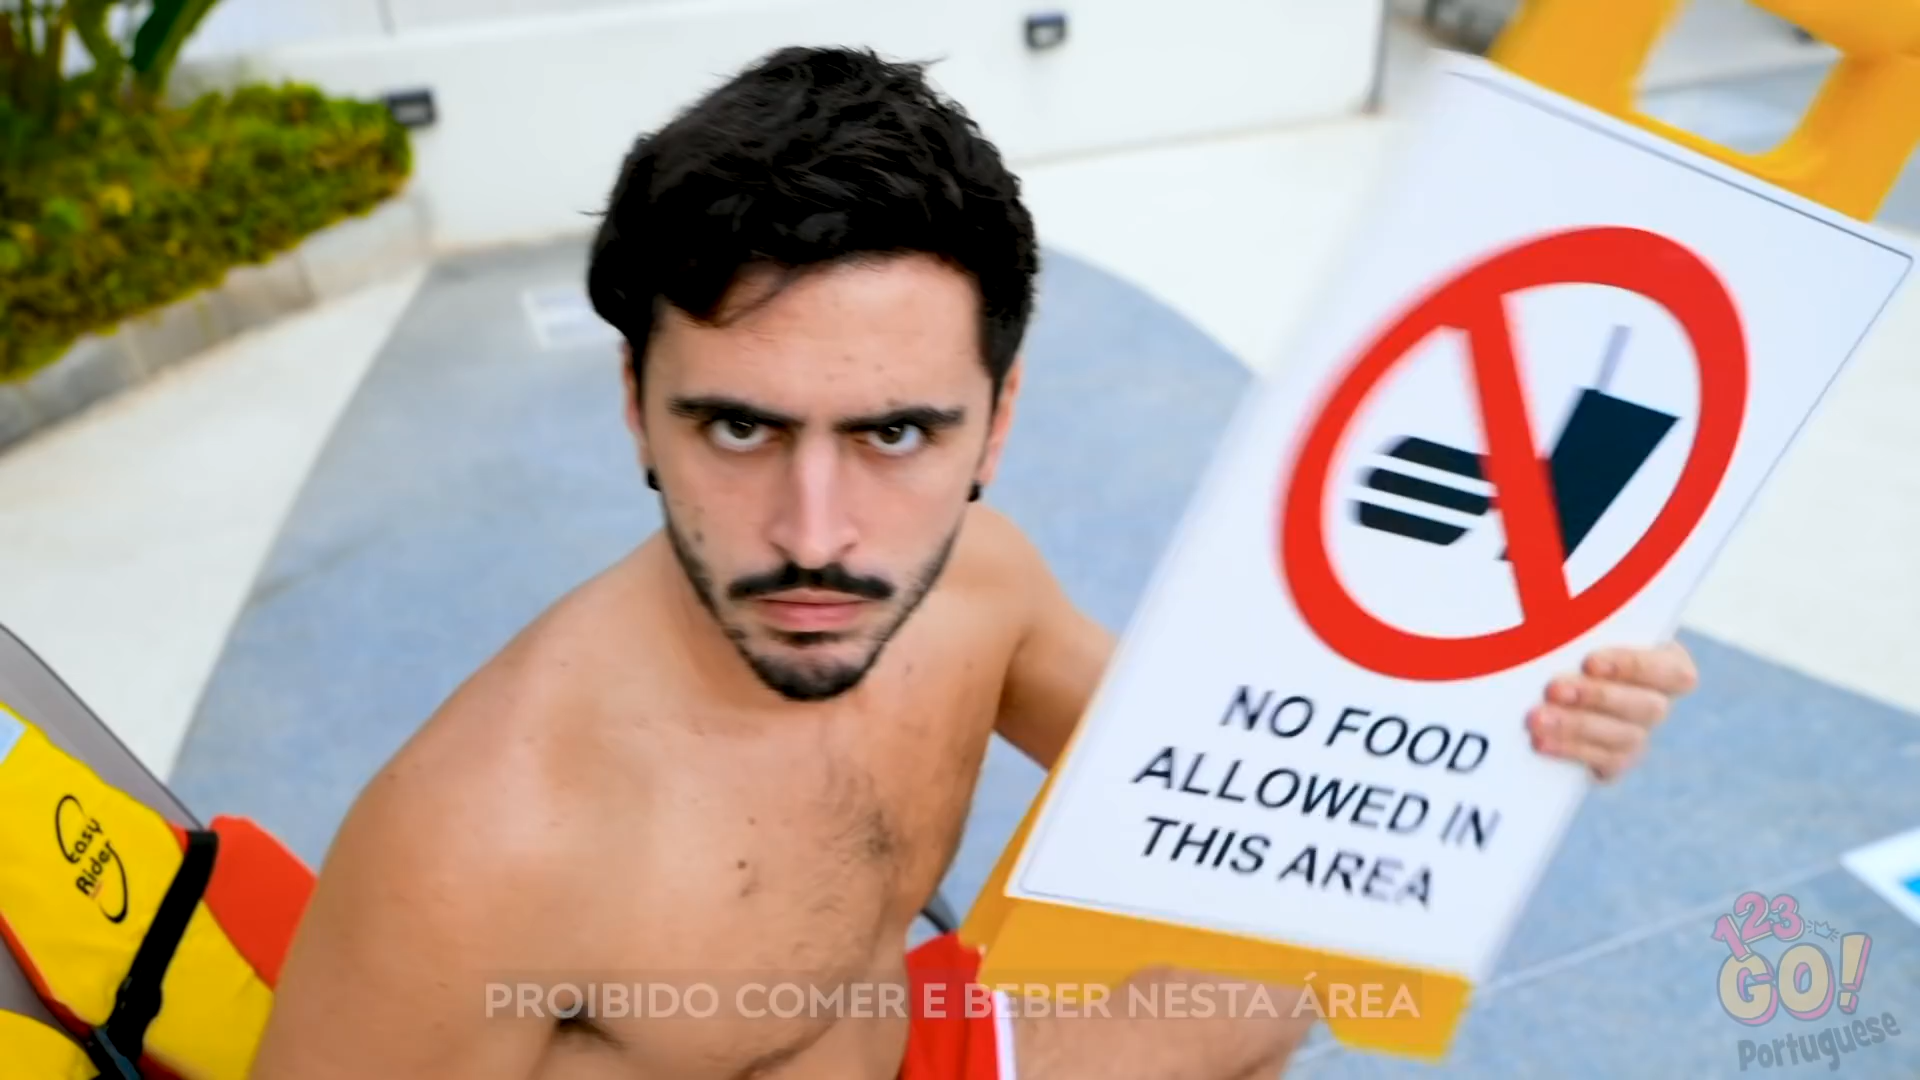 NO FOOD
ALLOWED IN
THIS AREA
Easy
Rider
PROIBIDO COMER E BEBER NESTA ÁREA
123
GO!
Portuguese